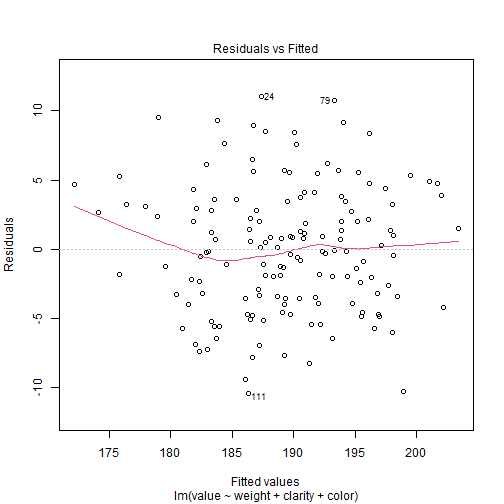 Residuals vs Fitted
Residuals
10
5
0
-5
-10
24
79
111
175 180 185 190 195 200
Fitted values
lm(value ~ weight + clarity + color)